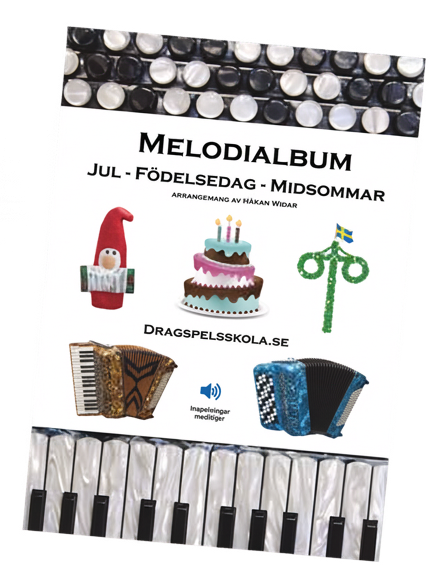 MELODIALBUM
JUL - FÖDELSEDAG - MIDSOMMAR
ARRANGEMANG AV HÅKAN WIDAR
DRAGSPELSSKOLA.SE
Inspelningar
medföljer